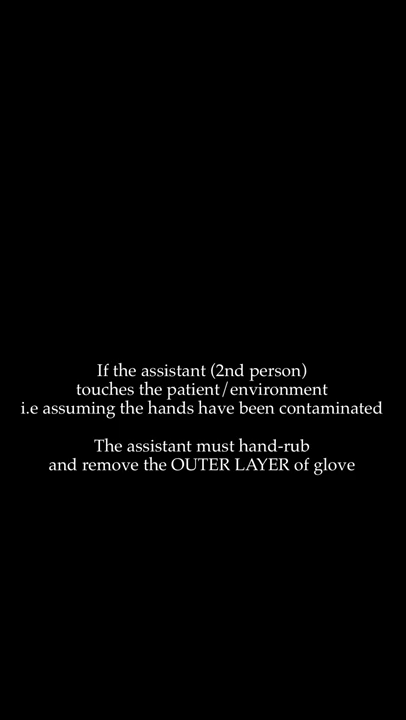 If the assistant (2nd person)
touches the patient/environment
i.e assuming the hands have been contaminated
The assistant must hand-rub
and remove the OUTER LAYER of glove